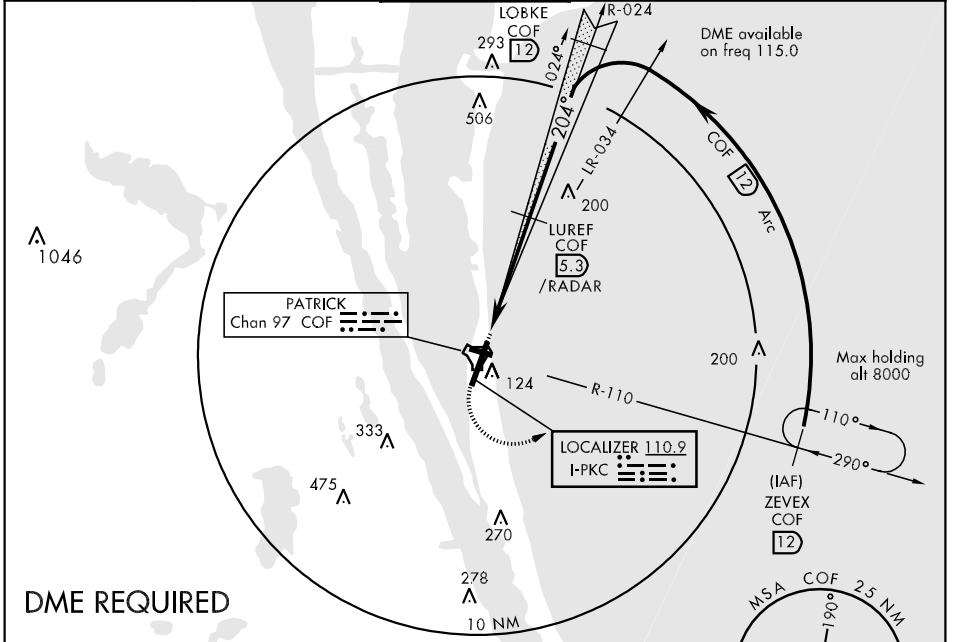 LOBKE
COF
12
R-024
293
024°
DME available
on freq 115.0
506
204°
LR-034
COF 12 Arc
200
LUREF
COF
5.3
/RADAR
1046
PATRICK
Chan 97 COF
200
Max holding
alt 8000
124
R-110
110°
290°
333
LOCALIZER 110.9
I-PKC
(IAF)
ZEVEX
COF
12
475
270
278
DME REQUIRED
10 NM
MSA COF 25 NM
190°